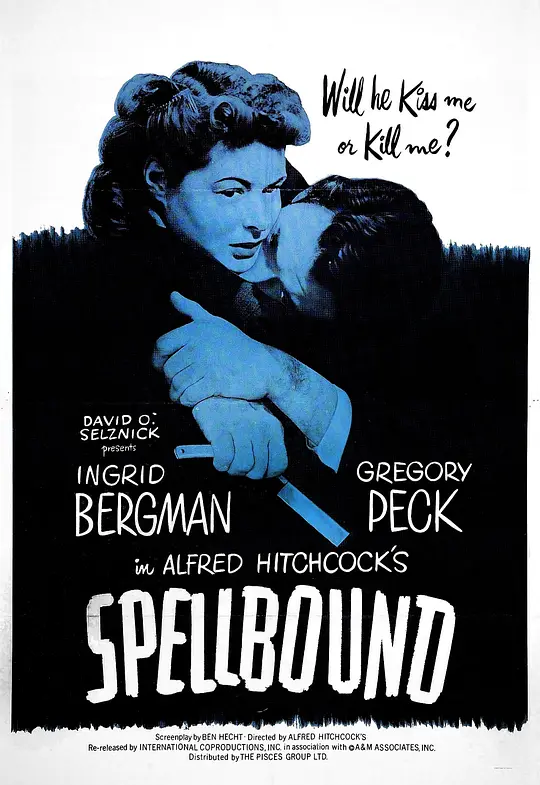 Will he Kiss me
or Kill me?
DAVID O.
SELZNICK
presents
INGRID
BERGMAN
GREGORY
PECK
in ALFRED HITCHCOCK'S
SPELLBOUND
Screenplay by BEN HECHT · Directed by ALFRED HITCHCOCK'S
Re-released by INTERNATIONAL COPRODUCTIONS, INC. in association with ©A&M ASSOCIATES, INC.
Distributed by THE PISCES GROUP LTD.